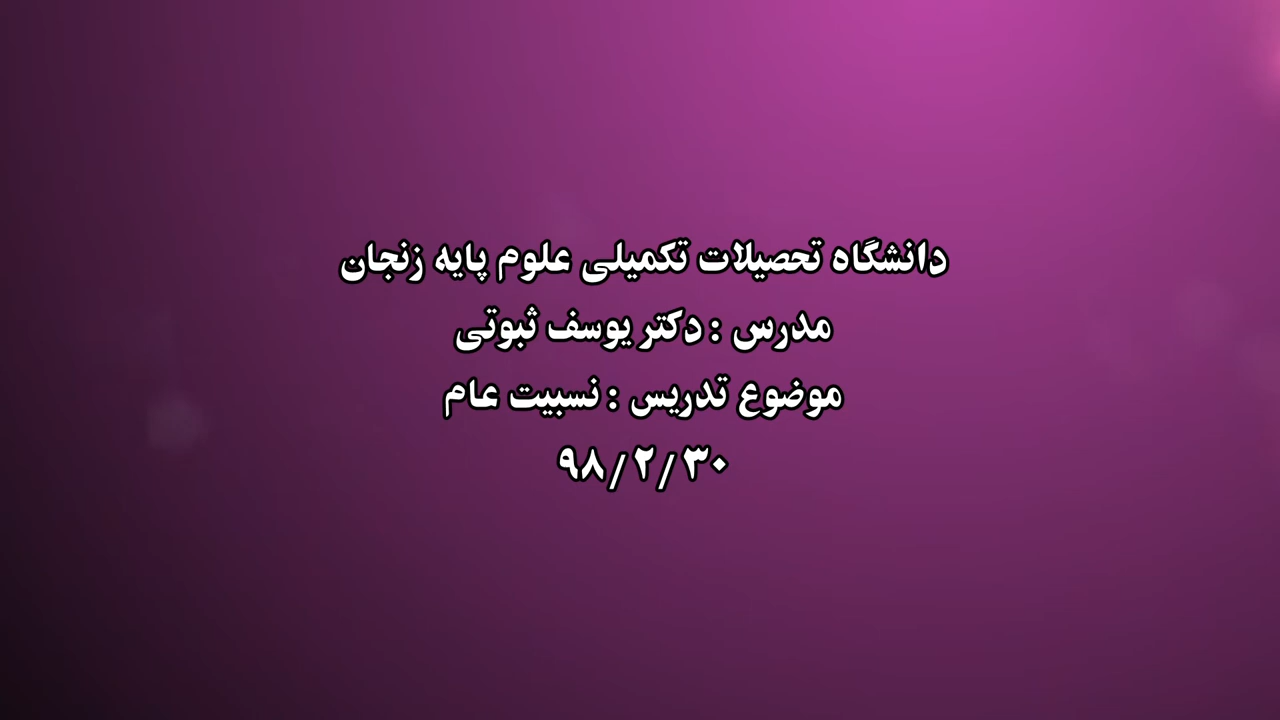 دانشگاه تحصیلات تکمیلی علوم پایه زنجان
مدرس : دکتر یوسف ثبوتی
موضوع تدریس : نسبیت عام
۹۸/۲/۳۰